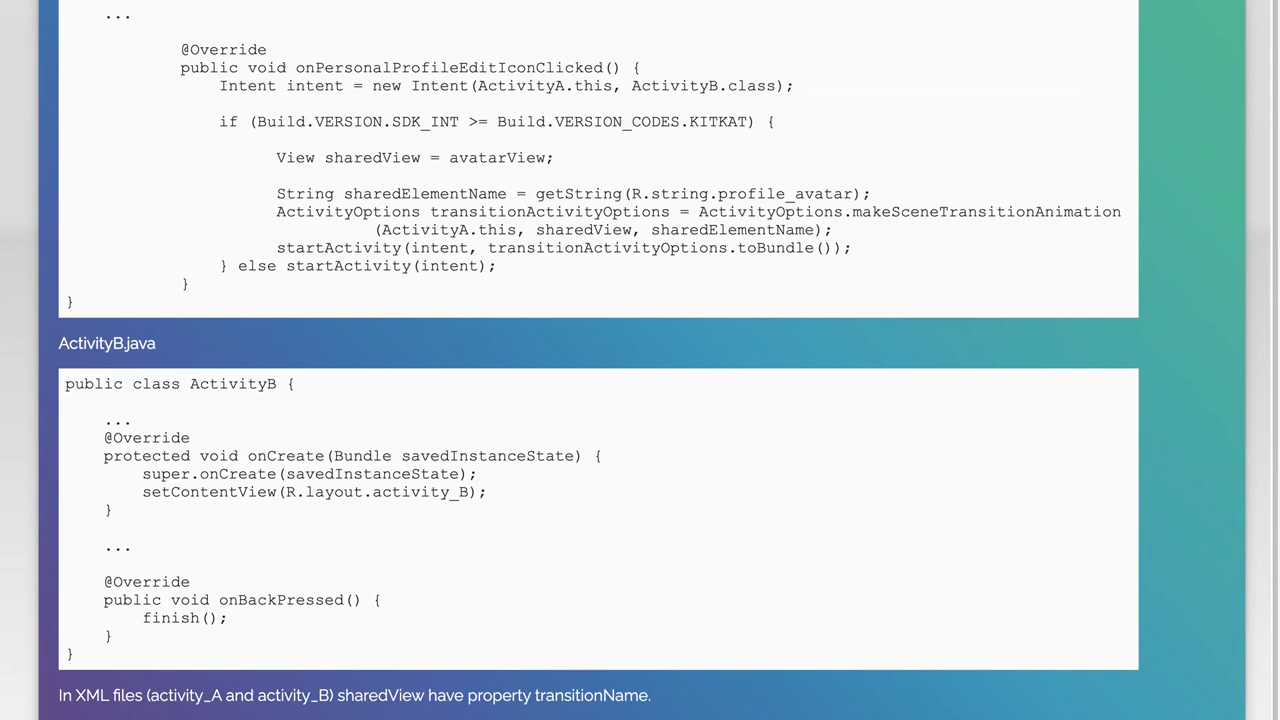 ...
@Override
public void onPersonalProfileEditIconClicked() {
Intent intent = new Intent(ActivityA.this, ActivityB.class);
if (Build.VERSION.SDK_INT >= Build.VERSION_CODES.KITKAT) {
View sharedView = avatarView;
String sharedElementName = getString(R.string.profile_avatar);
ActivityOptions transitionActivityOptions = ActivityOptions.makeSceneTransitionAnimation
(ActivityA.this, sharedView, sharedElementName);
startActivity(intent, transitionActivityOptions.toBundle());
} else startActivity(intent);
}
}
ActivityB.java
public class ActivityB {
...
@Override
protected void onCreate(Bundle savedInstanceState) {
super.onCreate(savedInstanceState);
setContentView(R.layout.activity_B);
}
...
@Override
public void onBackPressed() {
finish();
}
}
In XML files (activity_A and activity_B) sharedView have property transitionName.